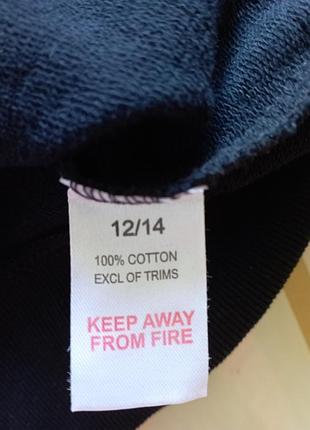 12/14
100% COTTON
EXCL OF TRIMS
KEEP AWAY
FROM FIRE